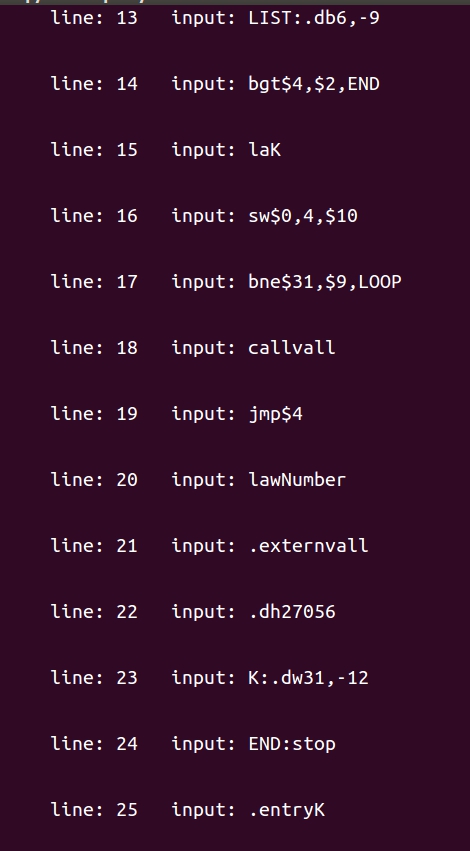 line: 13 input: LIST:.db6,-9
line: 14 input: bgt$4,$2,END
line: 15 input: laK
line: 16 input: sw$0,4,$10
line: 17 input: bne$31,$9,LOOP
line: 18 input: callvall
line: 19 input: jmp$4
line: 20 input: lawNumber
line: 21 input: .externvall
line: 22 input: .dh27056
line: 23 input: K:.dw31,-12
line: 24 input: END:stop
line: 25 input: .entryK